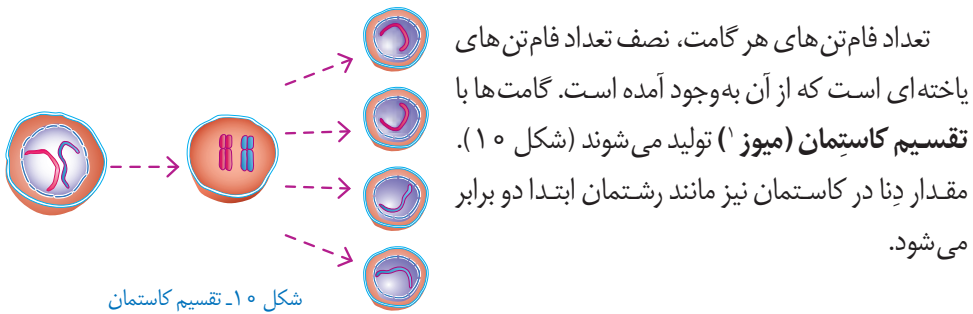 تعداد فام‌تن‌های هر گامت، نصف تعداد فام‌تن‌های
یاخته‌ای است که از آن به‌وجود آمده است. گامت‌ها با
تقسیم کاستِمان (میوز ۱) تولید می‌شوند (شکل ۱۰).
مقدار دِنا در کاستمان نیز مانند رشتمان ابتدا دو برابر
می‌شود.
شکل ۱۰ـ تقسیم کاستمان